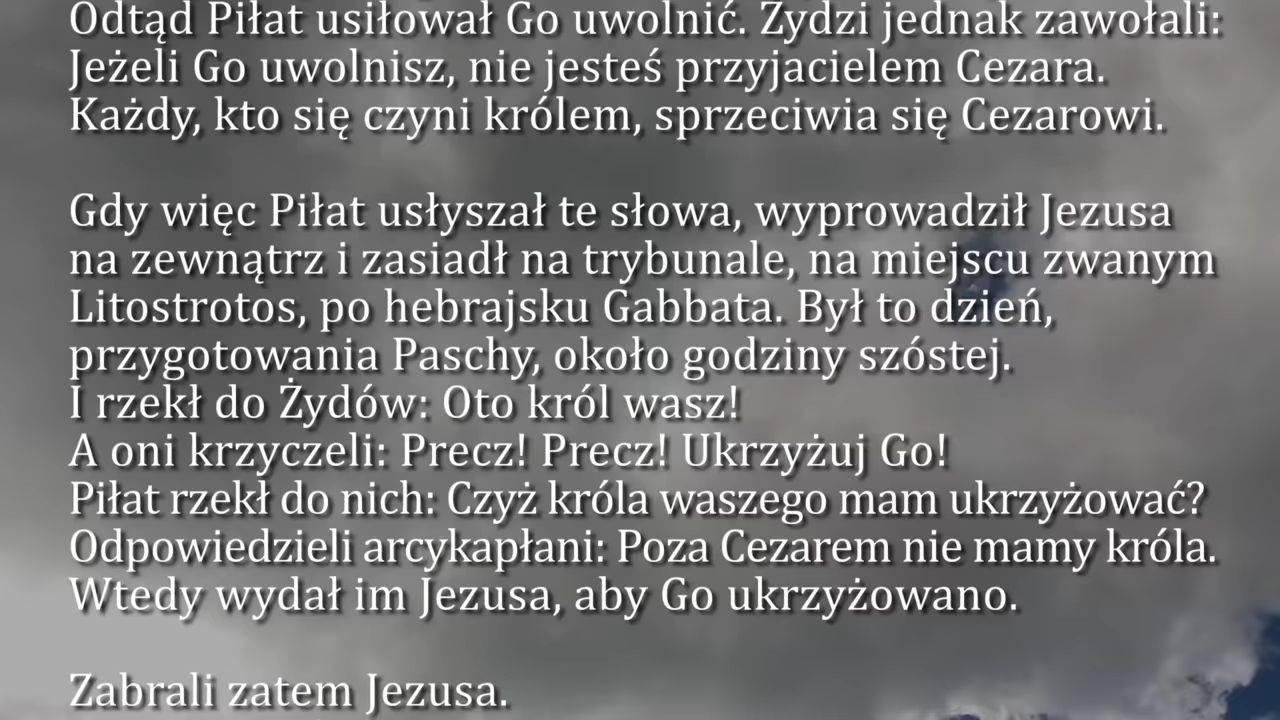 Odtąd Piłat usiłował Go uwolnić. Żydzi jednak zawołali:
Jeżeli Go uwolnisz, nie jesteś przyjacielem Cezara.
Każdy, kto się czyni królem, sprzeciwia się Cezarowi.
Gdy więc Piłat usłyszał te słowa, wyprowadził Jezusa
na zewnątrz i zasiadł na trybunale, na miejscu zwanym
Litostrotos, po hebrajsku Gabbata. Był to dzień,
przygotowania Paschy, około godziny szóstej.
I rzekł do Żydów: Oto król wasz!
A oni krzyczeli: Precz! Precz! Ukrzyżuj Go!
Piłat rzekł do nich: Czyż króla waszego mam ukrzyżować?
Odpowiedzieli arcykapłani: Poza Cezarem nie mamy króla.
Wtedy wydał im Jezusa, aby Go ukrzyżowano.
Zabrali zatem Jezusa.